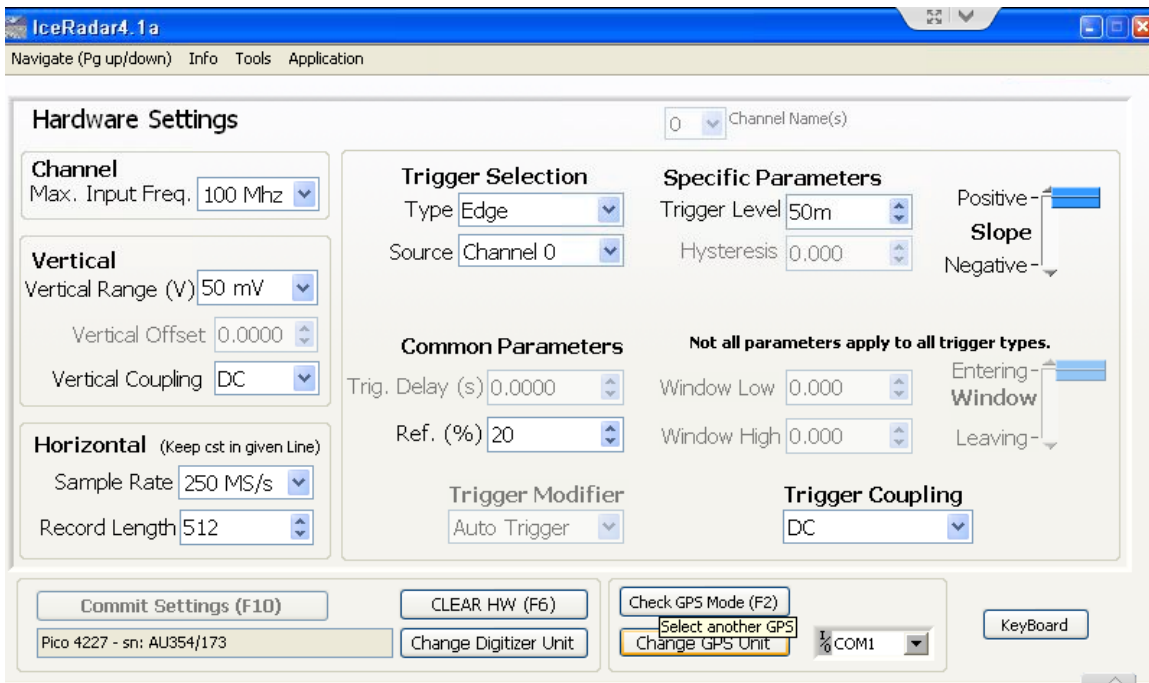 IceRadar4.1a
Navigate (Pg up/down) Info Tools Application
Hardware Settings
0 Channel Name(s)
Channel
Max. Input Freq. 100 Mhz
Vertical
Vertical Range (V) 50 mV
Vertical Offset 0.0000
Vertical Coupling DC
Horizontal (Keep cst in given Line)
Sample Rate 250 MS/s
Record Length 512
Trigger Selection
Type Edge
Source Channel 0
Specific Parameters
Trigger Level 50m
Hysteresis 0.000
Positive
Slope
Negative
Common Parameters
Trig. Delay (s) 0.0000
Ref. (%) 20
Not all parameters apply to all trigger types.
Window Low 0.000
Window High 0.000
Entering
Window
Leaving
Trigger Modifier
Auto Trigger
Trigger Coupling
DC
Commit Settings (F10)
Pico 4227 - sn: AU354/173
CLEAR HW (F6)
Change Digitizer Unit
Check GPS Mode (F2)
Select another GPS
Change GPS Unit
I/O COM1
KeyBoard